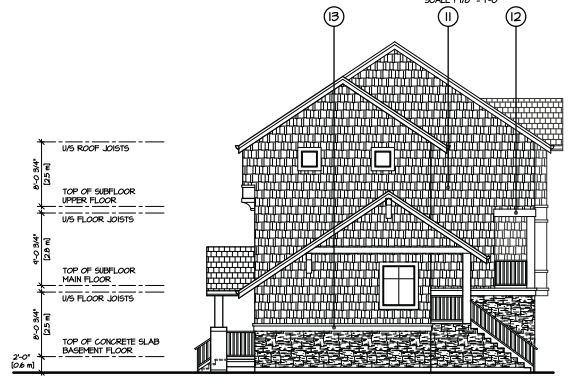 SCALE : 1/8" = 1'-0"
13
11
12
U/S ROOF JOISTS
8'-0 3/4"
[2.5 m]
TOP OF SUBFLOOR
UPPER FLOOR
U/S FLOOR JOISTS
9'-0 3/4"
[2.8 m]
TOP OF SUBFLOOR
MAIN FLOOR
U/S FLOOR JOISTS
8'-0 3/4"
[2.5 m]
TOP OF CONCRETE SLAB
BASEMENT FLOOR
2'-0"
[0.6 m]